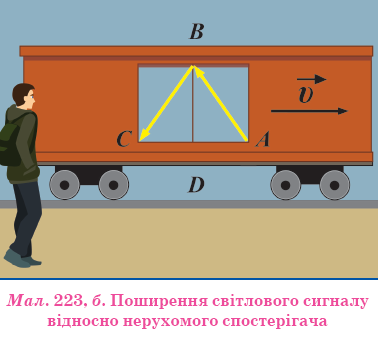 B
υ
C
A
D
Мал. 223, б. Поширення світлового сигналу
відносно нерухомого спостерігача